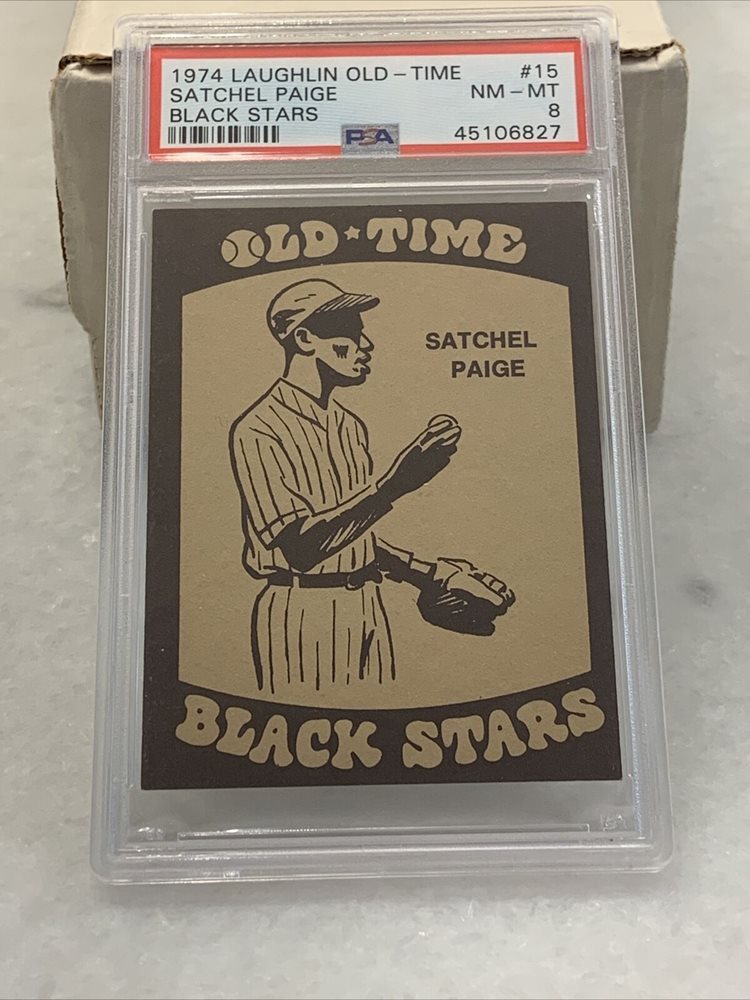 1974 LAUGHLIN OLD-TIME #15
SATCHEL PAIGE NM-MT
BLACK STARS 8
PSA 45106827
OLD★TIME
SATCHEL
PAIGE
BLACK STARS